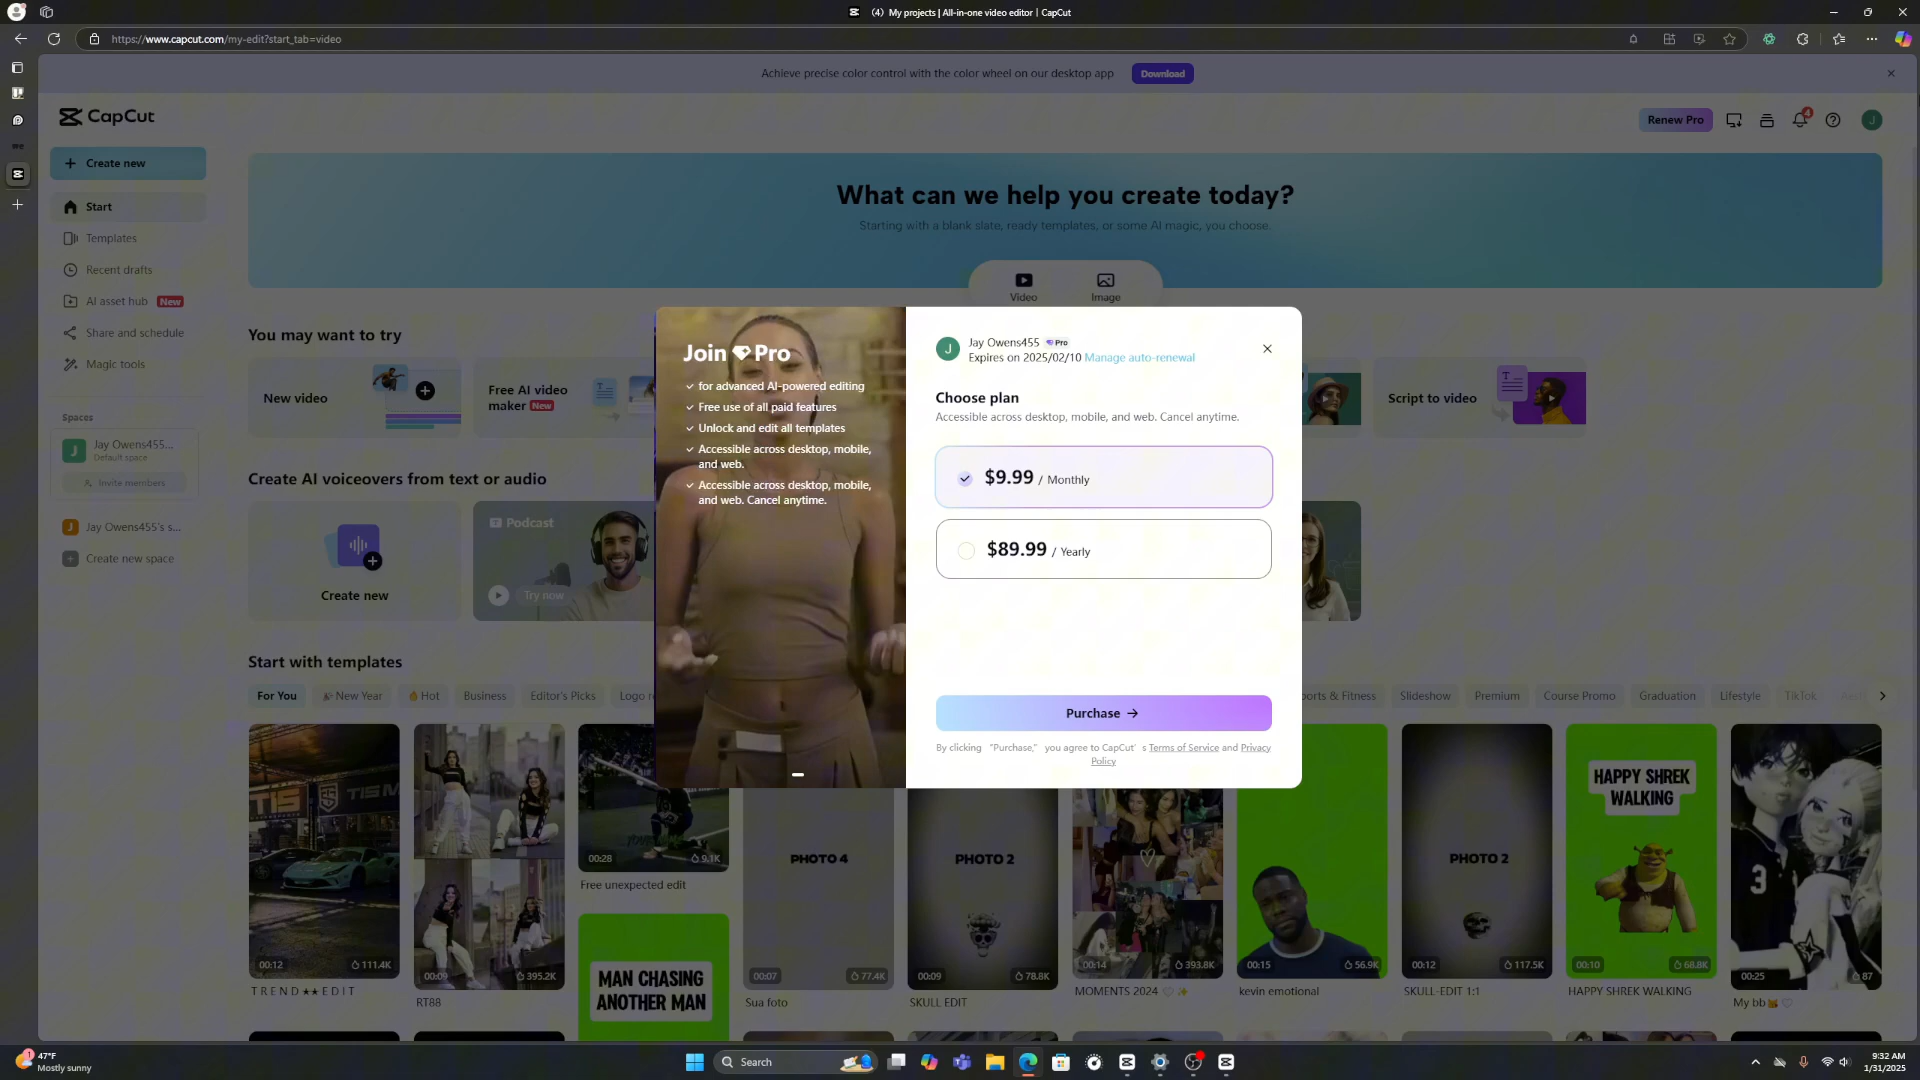 (4) My projects | All-in-one video editor | CapCut
https://www.capcut.com/my-edit?start_tab=video
Achieve precise color control with the color wheel on our desktop app
Download
CapCut
Renew Pro
4
J
Create new
Start
Templates
Recent drafts
AI asset hub New
Share and schedule
Magic tools
Spaces
J
Jay Owens455...
Default space
Invite members
J
Jay Owens455's s...
Create new space
What can we help you create today?
Starting with a blank slate, ready templates, or some AI magic, you choose.
Video
Image
You may want to try
New video
Free AI video
maker New
Script to video
Create AI voiceovers from text or audio
Create new
Podcast
Try now
Join Pro
for advanced AI-powered editing
Free use of all paid features
Unlock and edit all templates
Accessible across desktop, mobile,
and web.
Accessible across desktop, mobile,
and web. Cancel anytime.
J
Jay Owens455 Pro
Expires on 2025/02/10 Manage auto-renewal
Choose plan
Accessible across desktop, mobile, and web. Cancel anytime.
$9.99 / Monthly
$89.99 / Yearly
Purchase →
By clicking “Purchase,” you agree to CapCut’ s Terms of Service and Privacy
Policy
Start with templates
For You
New Year
Hot
Business
Editor's Picks
Slideshow
Premium
Course Promo
Graduation
Lifestyle
TikTok
00:12
111.4K
T R E N D ★★ E D I T
00:09
395.2K
RT88
00:28
9.1K
Free unexpected edit
MAN CHASING
ANOTHER MAN
PHOTO 4
00:07
77.4K
Sua foto
PHOTO 2
00:09
78.8K
SKULL EDIT
00:14
393.8K
MOMENTS 2024
00:15
56.9K
kevin emotional
PHOTO 2
00:12
117.5K
SKULL-EDIT 1:1
HAPPY SHREK
WALKING
00:10
68.8K
HAPPY SHREK WALKING
3
00:25
87
My bb
1
47°F
Mostly sunny
Search
9:32 AM
1/31/2025